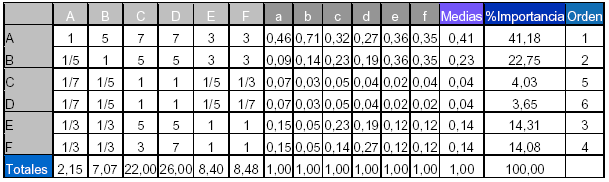 A B C D E F a b c d e f Medias %Importancia Orden
A 1 5 7 7 3 3 0,46 0,71 0,32 0,27 0,36 0,35 0,41 41,18 1
B 1/5 1 5 5 3 3 0,09 0,14 0,23 0,19 0,36 0,35 0,23 22,75 2
C 1/7 1/5 1 1 1/5 1/3 0,07 0,03 0,05 0,04 0,02 0,04 0,04 4,03 5
D 1/7 1/5 1 1 1/5 1/7 0,07 0,03 0,05 0,04 0,02 0,02 0,04 3,65 6
E 1/3 1/3 5 5 1 1 0,15 0,05 0,23 0,19 0,12 0,12 0,14 14,31 3
F 1/3 1/3 3 7 1 1 0,15 0,05 0,14 0,27 0,12 0,12 0,14 14,08 4
Totales 2,15 7,07 22,00 26,00 8,40 8,48 1,00 1,00 1,00 1,00 1,00 1,00 1,00 100,00